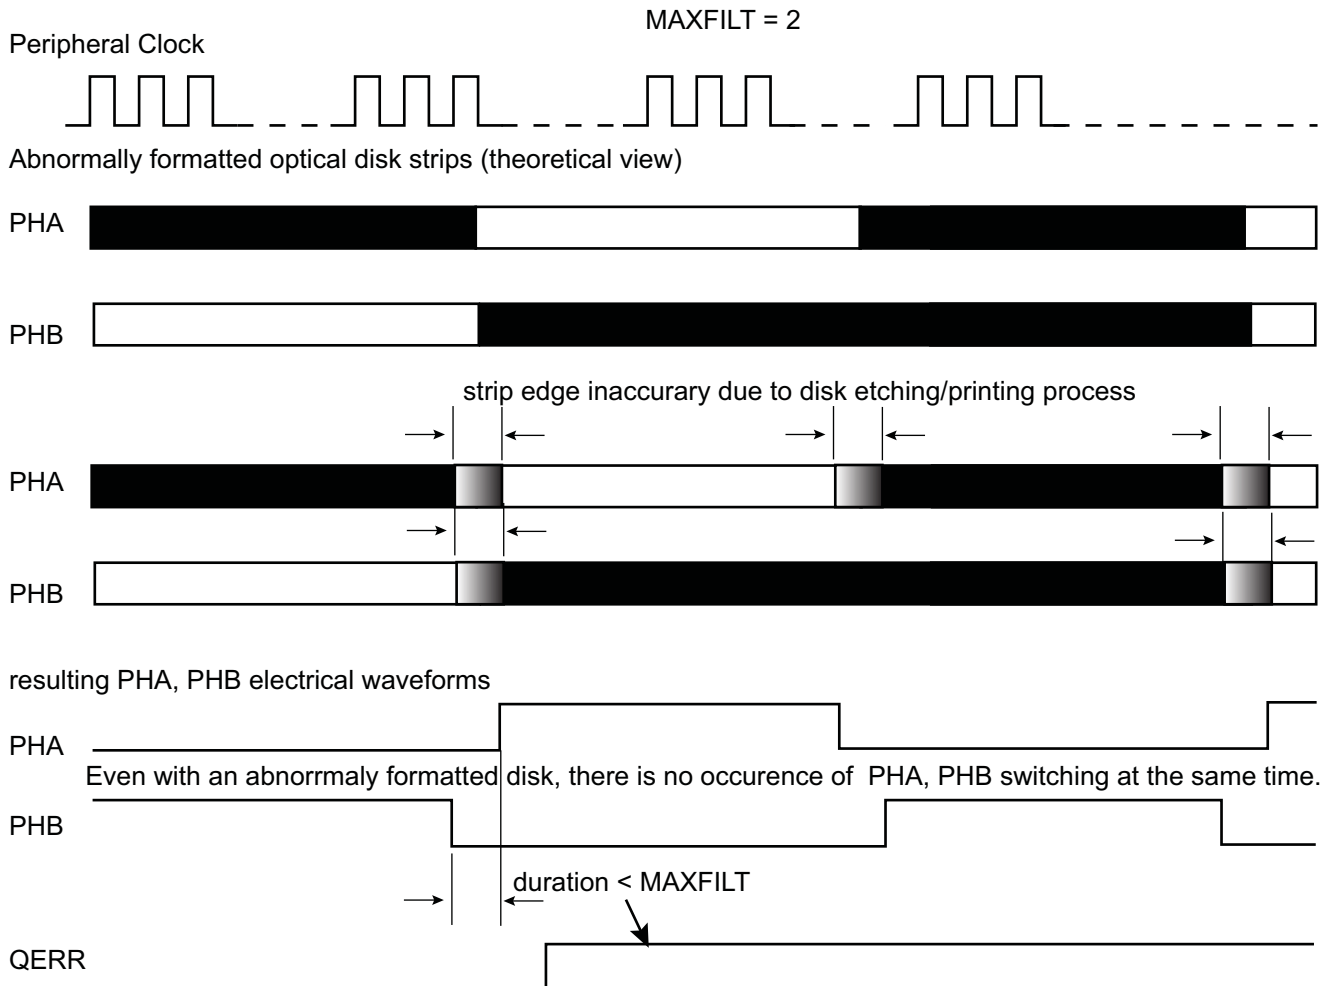 MAXFILT = 2
Peripheral Clock
Abnormally formatted optical disk strips (theoretical view)
PHA
PHB
strip edge inaccurary due to disk etching/printing process
PHA
PHB
resulting PHA, PHB electrical waveforms
PHA
Even with an abnorrmaly formatted disk, there is no occurence of PHA, PHB switching at the same time.
PHB
duration < MAXFILT
QERR